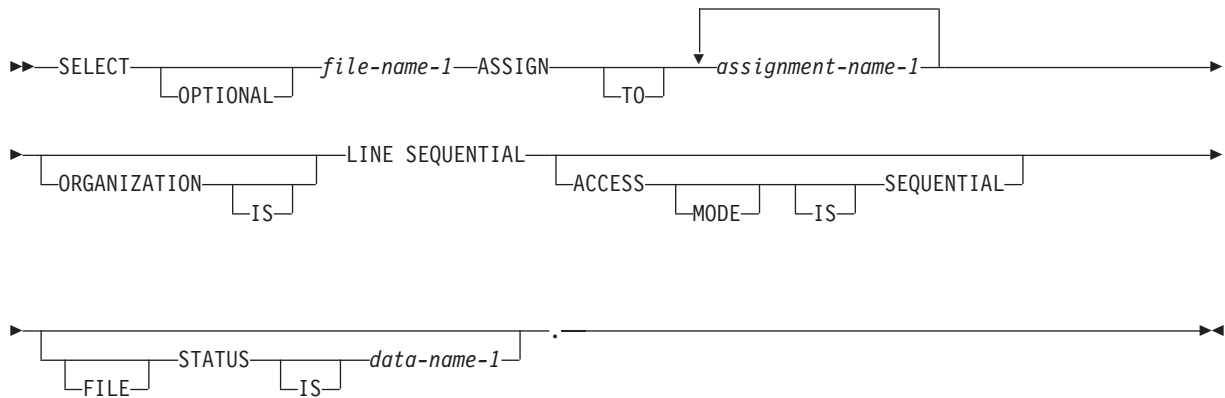 SELECT OPTIONAL file-name-1 ASSIGN TO assignment-name-1
ORGANIZATION IS LINE SEQUENTIAL ACCESS MODE IS SEQUENTIAL
FILE STATUS IS data-name-1 .